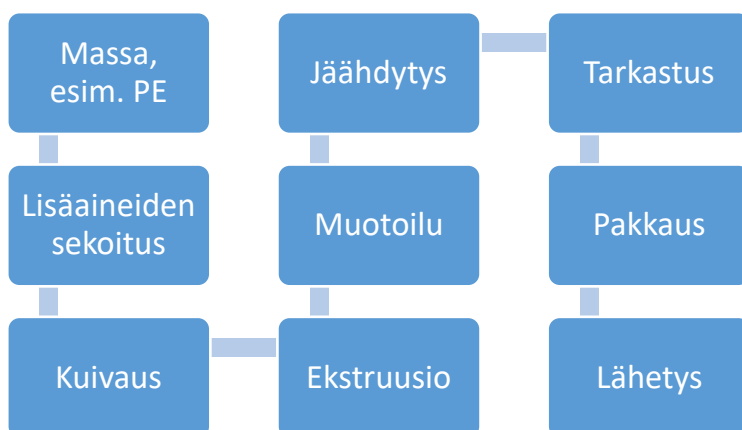 Massa,
esim. PE
Lisäaineiden
sekoitus
Kuivaus
Ekstruusio
Muotoilu
Jäähdytys
Tarkastus
Pakkaus
Lähetys